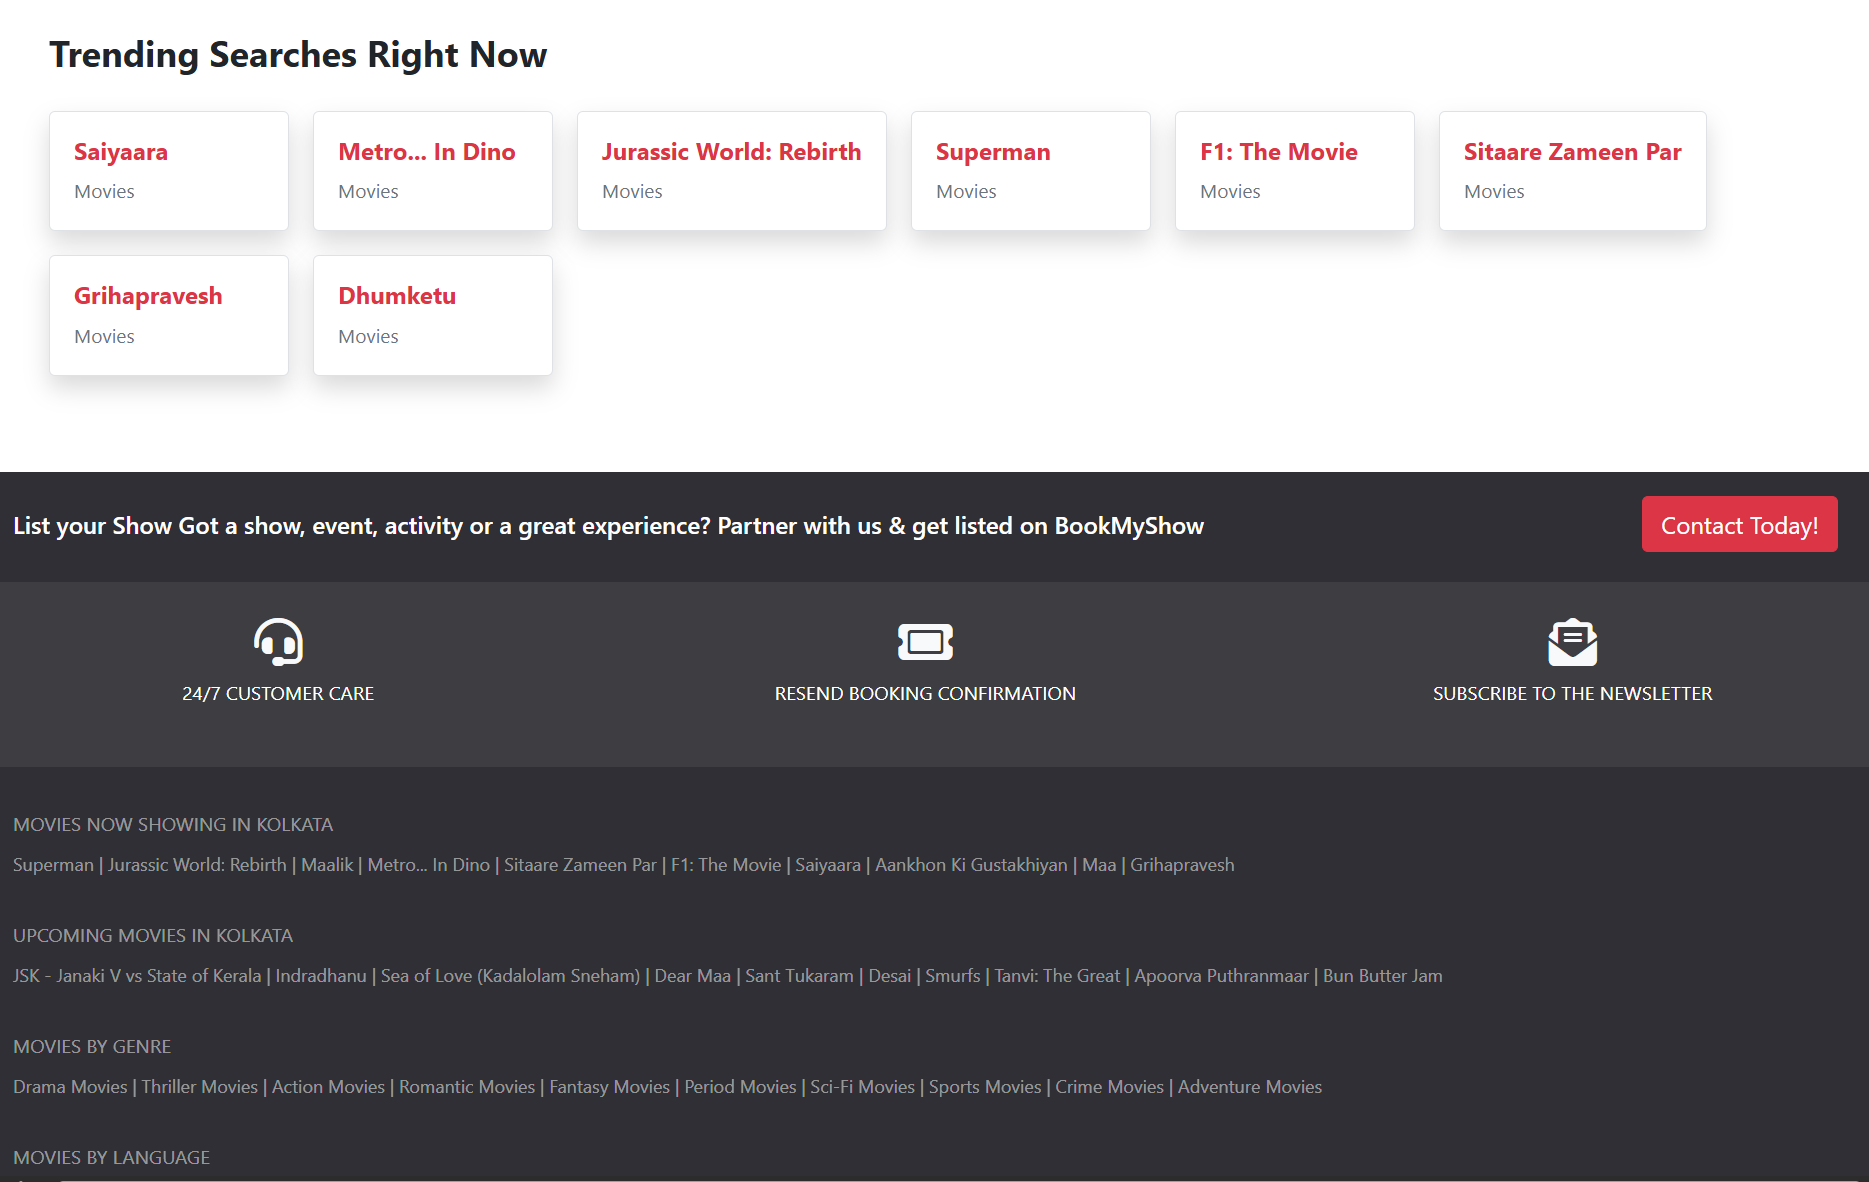 Trending Searches Right Now
Saiyaara
Movies
Metro... In Dino
Movies
Jurassic World: Rebirth
Movies
Superman
Movies
F1: The Movie
Movies
Sitaare Zameen Par
Movies
Grihapravesh
Movies
Dhumketu
Movies
List your Show Got a show, event, activity or a great experience? Partner with us & get listed on BookMyShow
Contact Today!
24/7 CUSTOMER CARE
RESEND BOOKING CONFIRMATION
SUBSCRIBE TO THE NEWSLETTER
MOVIES NOW SHOWING IN KOLKATA
Superman | Jurassic World: Rebirth | Maalik | Metro... In Dino | Sitaare Zameen Par | F1: The Movie | Saiyaara | Aankhon Ki Gustakhiyan | Maa | Grihapravesh
UPCOMING MOVIES IN KOLKATA
JSK - Janaki V vs State of Kerala | Indradhanu | Sea of Love (Kadalolam Sneham) | Dear Maa | Sant Tukaram | Desai | Smurfs | Tanvi: The Great | Apoorva Puthranmaar | Bun Butter Jam
MOVIES BY GENRE
Drama Movies | Thriller Movies | Action Movies | Romantic Movies | Fantasy Movies | Period Movies | Sci-Fi Movies | Sports Movies | Crime Movies | Adventure Movies
MOVIES BY LANGUAGE